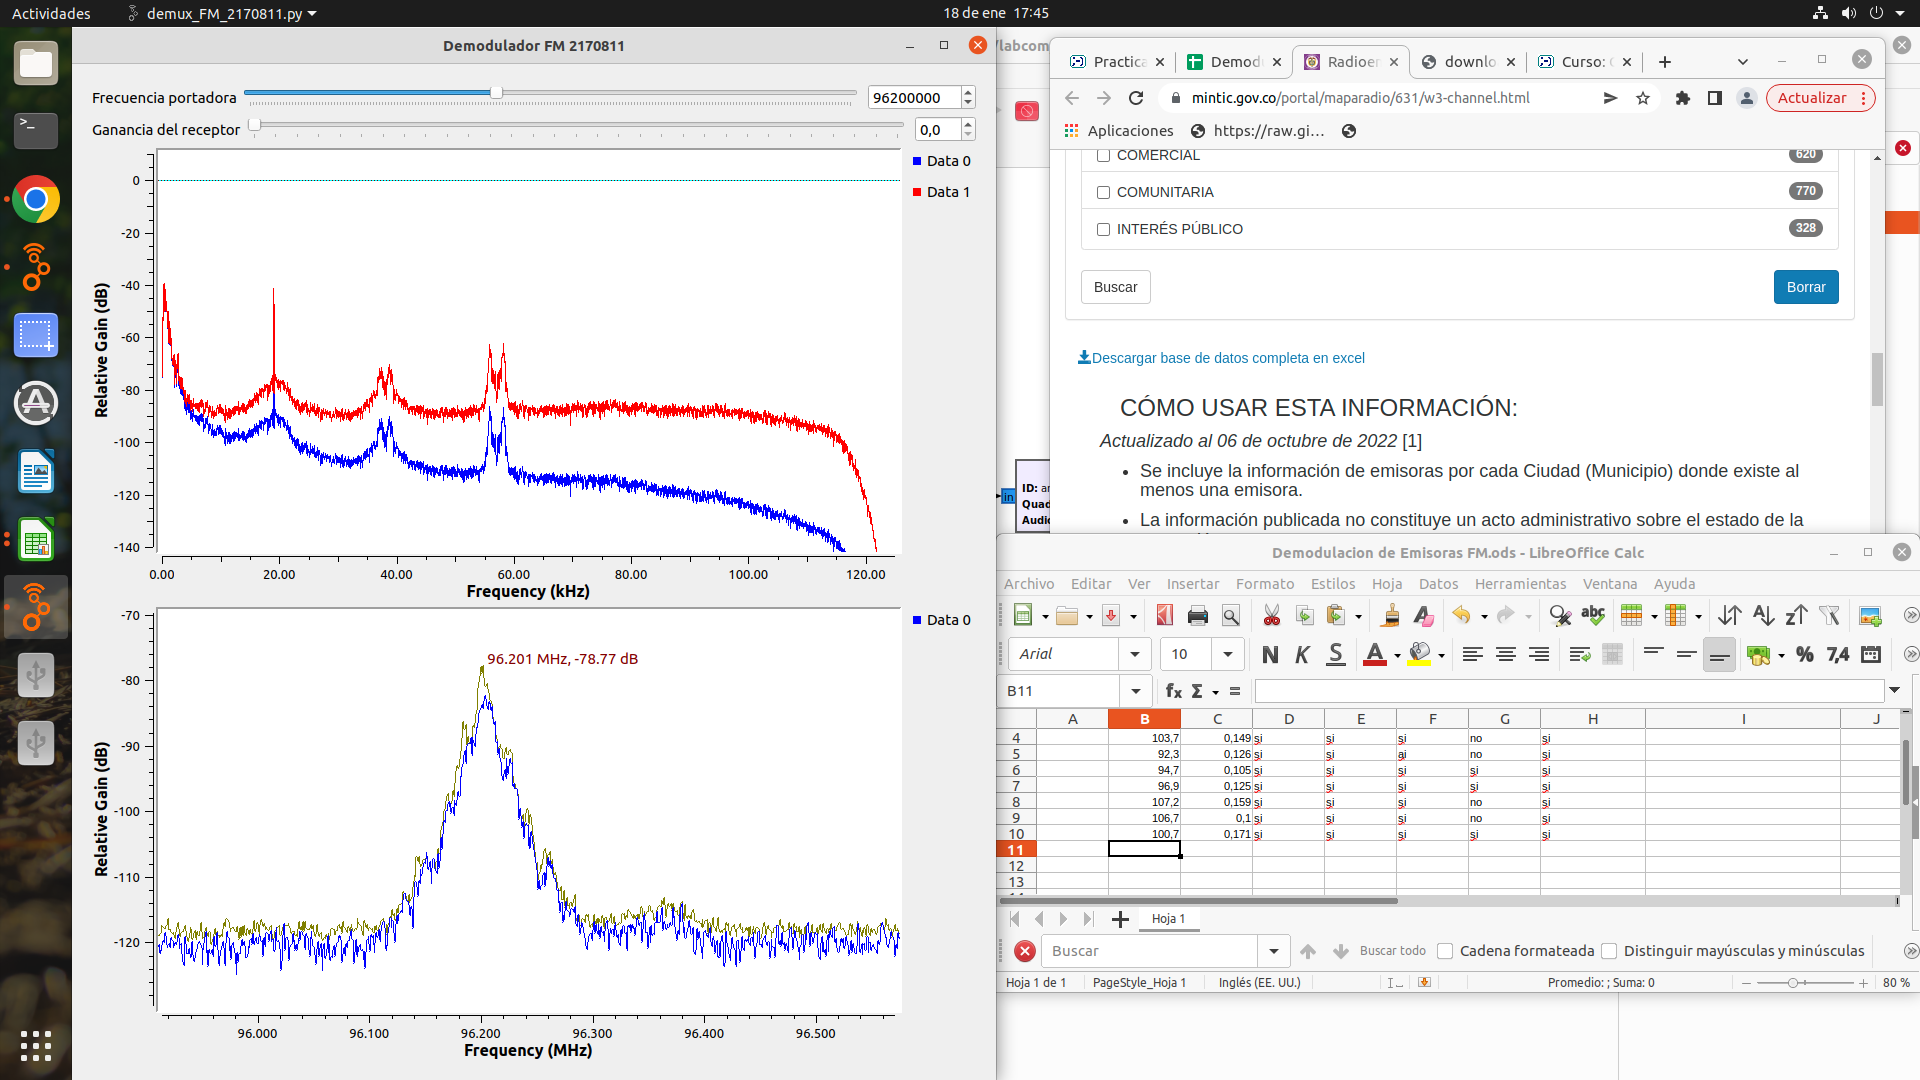 Actividades
demux_FM_2170811.py
18 de ene 17:45
Demodulador FM 2170811
Frecuencia portadora
96200000
Ganancia del receptor
0,0
Data 0
Data 1
0
-20
-40
-60
-80
-100
-120
-140
Relative Gain (dB)
0.00 20.00 40.00 60.00 80.00 100.00 120.00
Frequency (kHz)
Data 0
96.201 MHz, -78.77 dB
-70
-80
-90
-100
-110
-120
Relative Gain (dB)
96.000 96.100 96.200 96.300 96.400 96.500
Frequency (MHz)
/labcom
ID: ar
Quad
Audio
in
Practica
Demod
Radioer
downlo
Curso: C
mintic.gov.co/portal/maparadio/631/w3-channel.html
Actualizar
Aplicaciones
https://raw.gi...
COMERCIAL 620
COMUNITARIA 770
INTERÉS PÚBLICO 328
Buscar
Borrar
Descargar base de datos completa en excel
CÓMO USAR ESTA INFORMACIÓN:
Actualizado al 06 de octubre de 2022 [1]
• Se incluye la información de emisoras por cada Ciudad (Municipio) donde existe al
menos una emisora.
• La información publicada no constituye un acto administrativo sobre el estado de la
Demodulacion de Emisoras FM.ods - LibreOffice Calc
Archivo Editar Ver Insertar Formato Estilos Hoja Datos Herramientas Ventana Ayuda
Arial
10
N K S
% 7,4
B11
fx Σ =
A B C D E F G H I J
4 103,7 0,149 si si si no si
5 92,3 0,126 si si ai no si
6 94,7 0,105 si si si si si
7 96,9 0,125 si si si si si
8 107,2 0,159 si si si no si
9 106,7 0,1 si si si no si
10 100,7 0,171 si si si si si
11
12
13
Hoja 1
Buscar
Buscar todo
Cadena formateada
Distinguir mayúsculas y minúsculas
Hoja 1 de 1
PageStyle_Hoja 1
Inglés (EE. UU.)
Promedio: ; Suma: 0
80 %